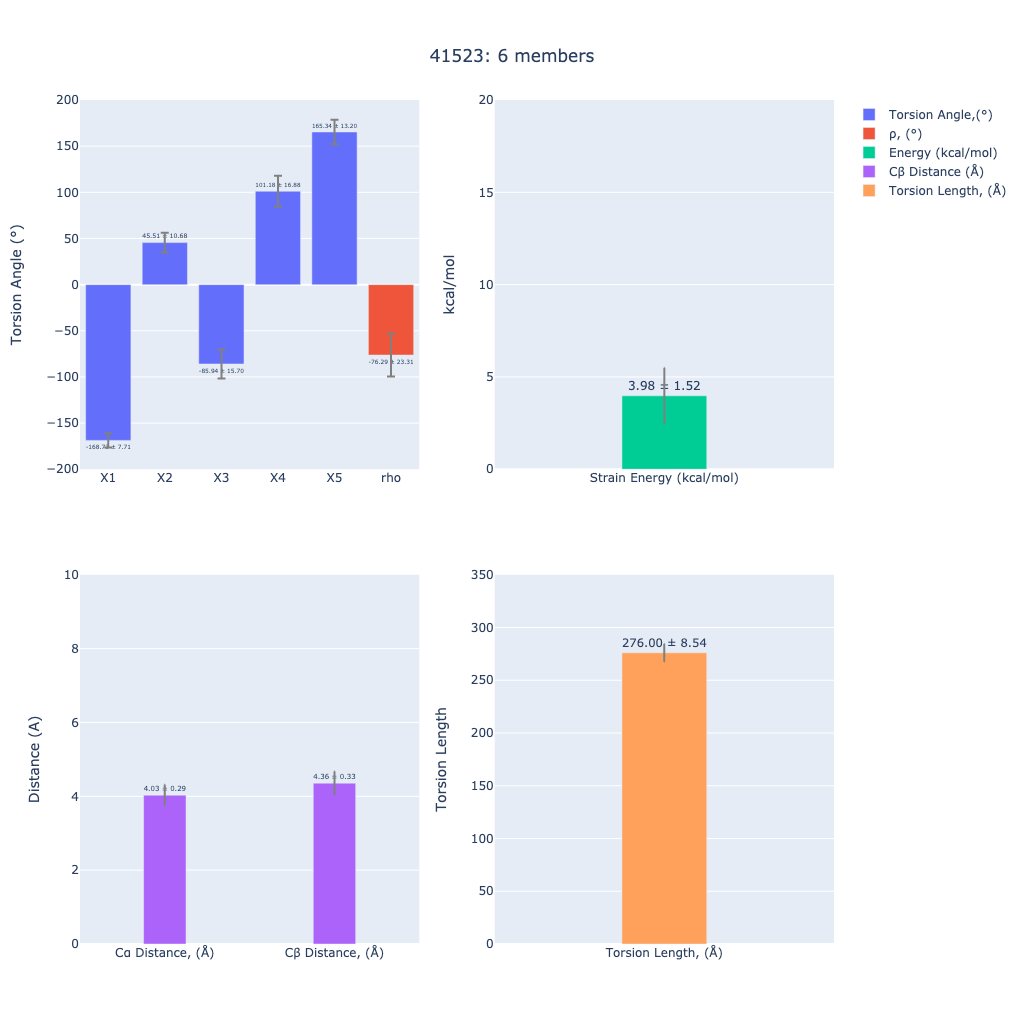 41523: 6 members
Torsion Angle (°)
200
150
100
50
0
−50
−100
−150
−200
45.51 ± 10.68
-85.94 ± 15.70
101.18 ± 16.88
165.34 ± 13.20
-76.29 ± 23.31
X1 X2 X3 X4 X5 rho
kcal/mol
20
15
10
5
0
3.98 ± 1.52
Strain Energy (kcal/mol)
Torsion Angle,(°)
ρ, (°)
Energy (kcal/mol)
Cβ Distance (Å)
Torsion Length, (Å)
Distance (A)
10
8
6
4
2
0
4.03 ± 0.29
4.36 ± 0.33
Cα Distance, (Å) Cβ Distance, (Å)
Torsion Length
350
300
250
200
150
100
50
0
276.00 ± 8.54
Torsion Length, (Å)